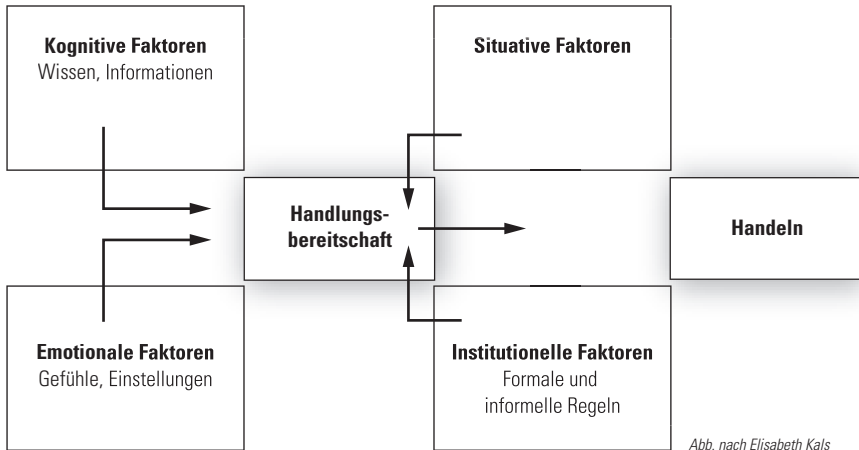 Kognitive Faktoren
Wissen, Informationen
Situative Faktoren
Handlungs-
bereitschaft
Handeln
Emotionale Faktoren
Gefühle, Einstellungen
Institutionelle Faktoren
Formale und
informelle Regeln
Abb. nach Elisabeth Kals